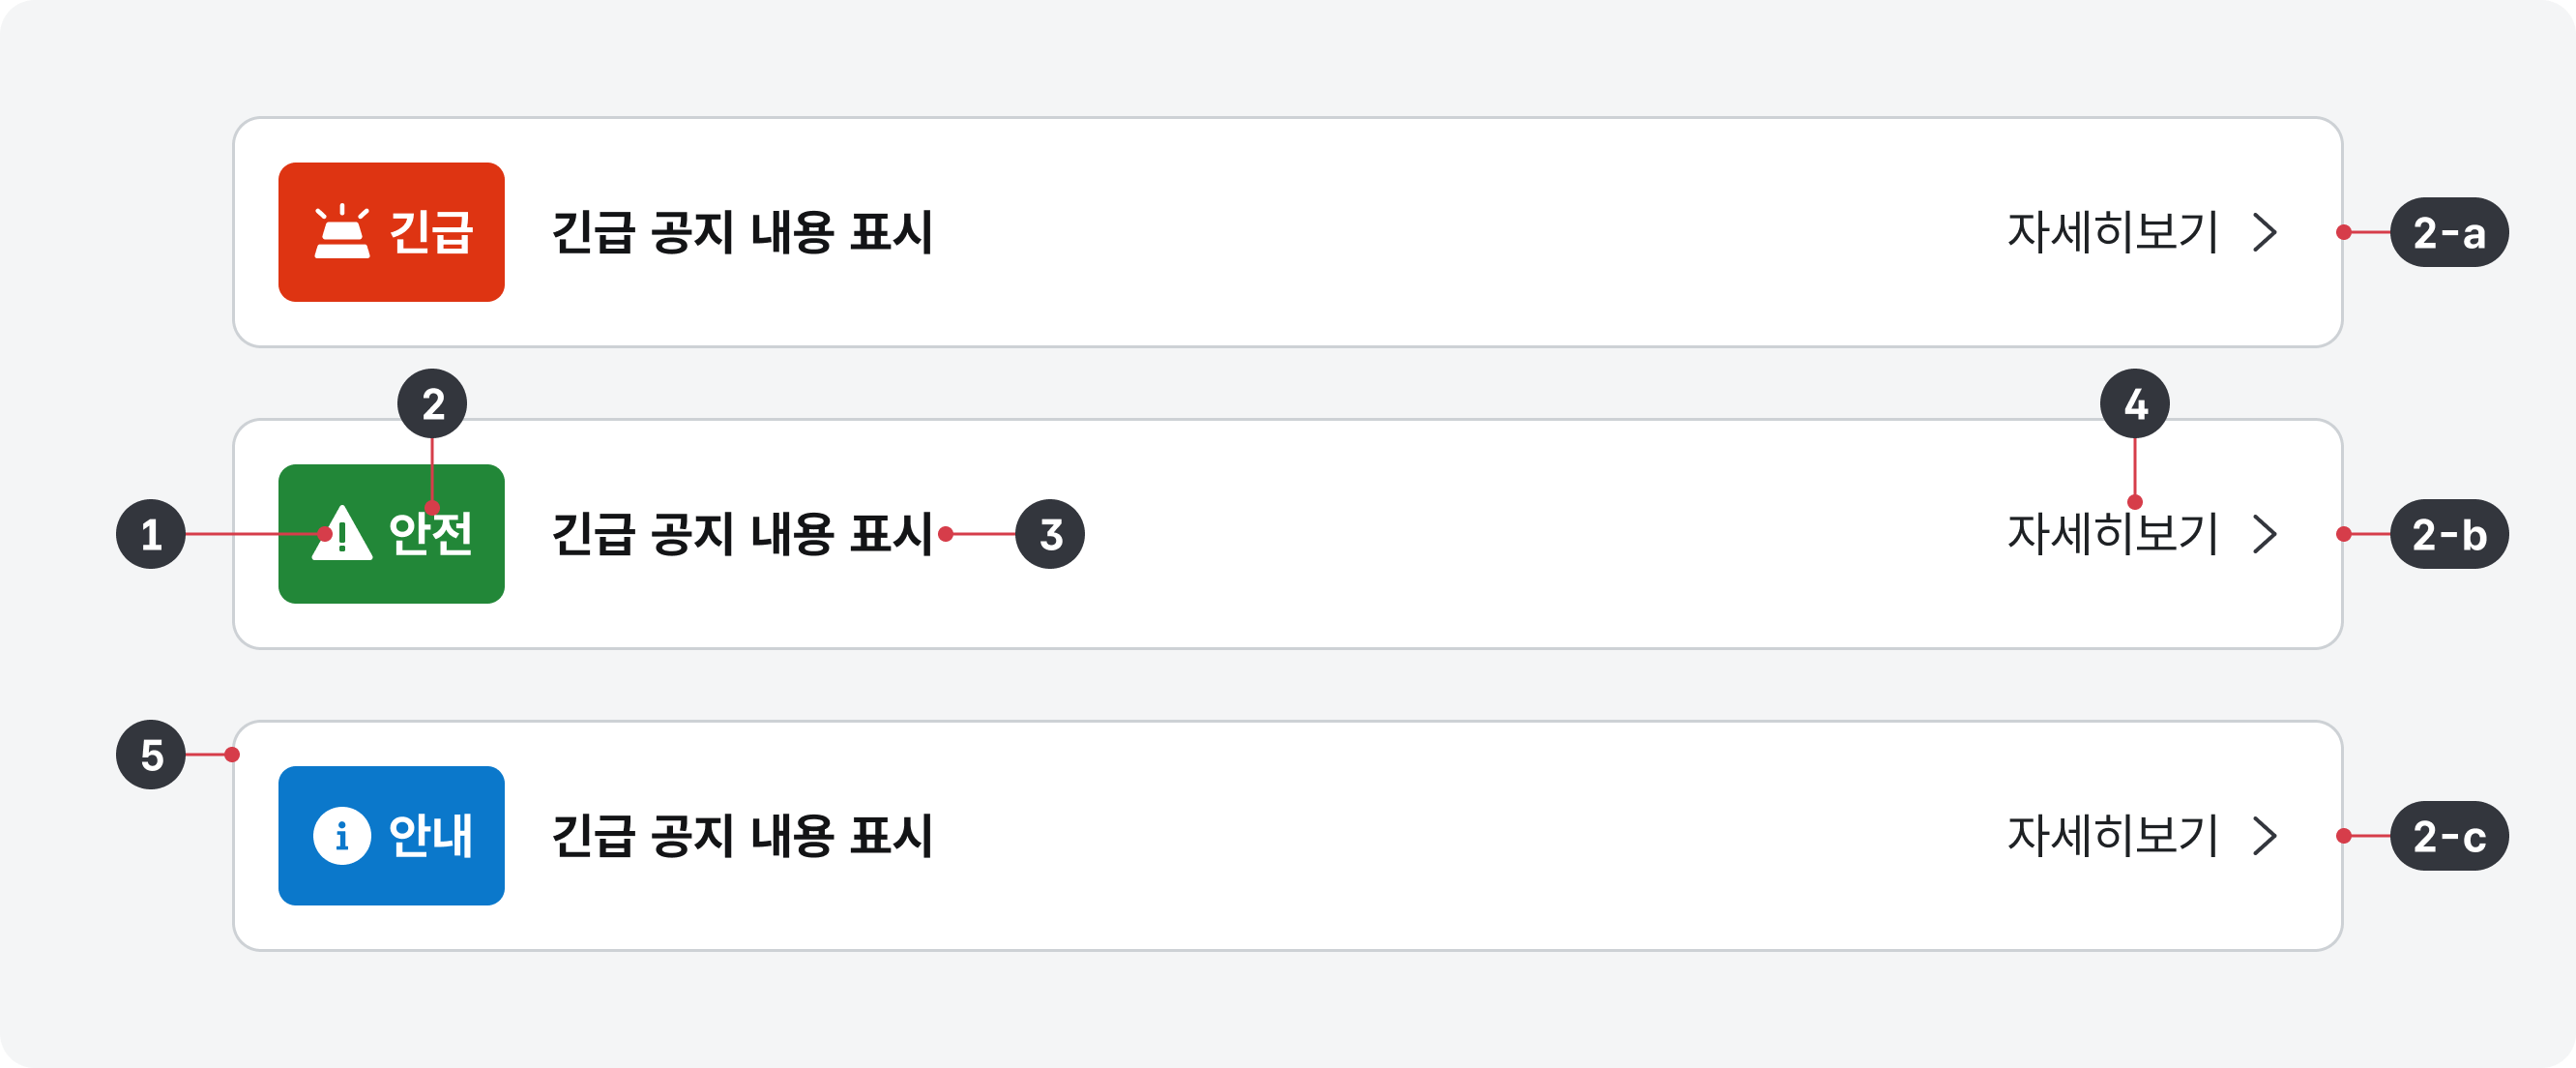 긴급 긴급 공지 내용 표시 자세히보기 2-a
2 4
1 안전 긴급 공지 내용 표시 3 자세히보기 2-b
5
안내 긴급 공지 내용 표시 자세히보기 2-c